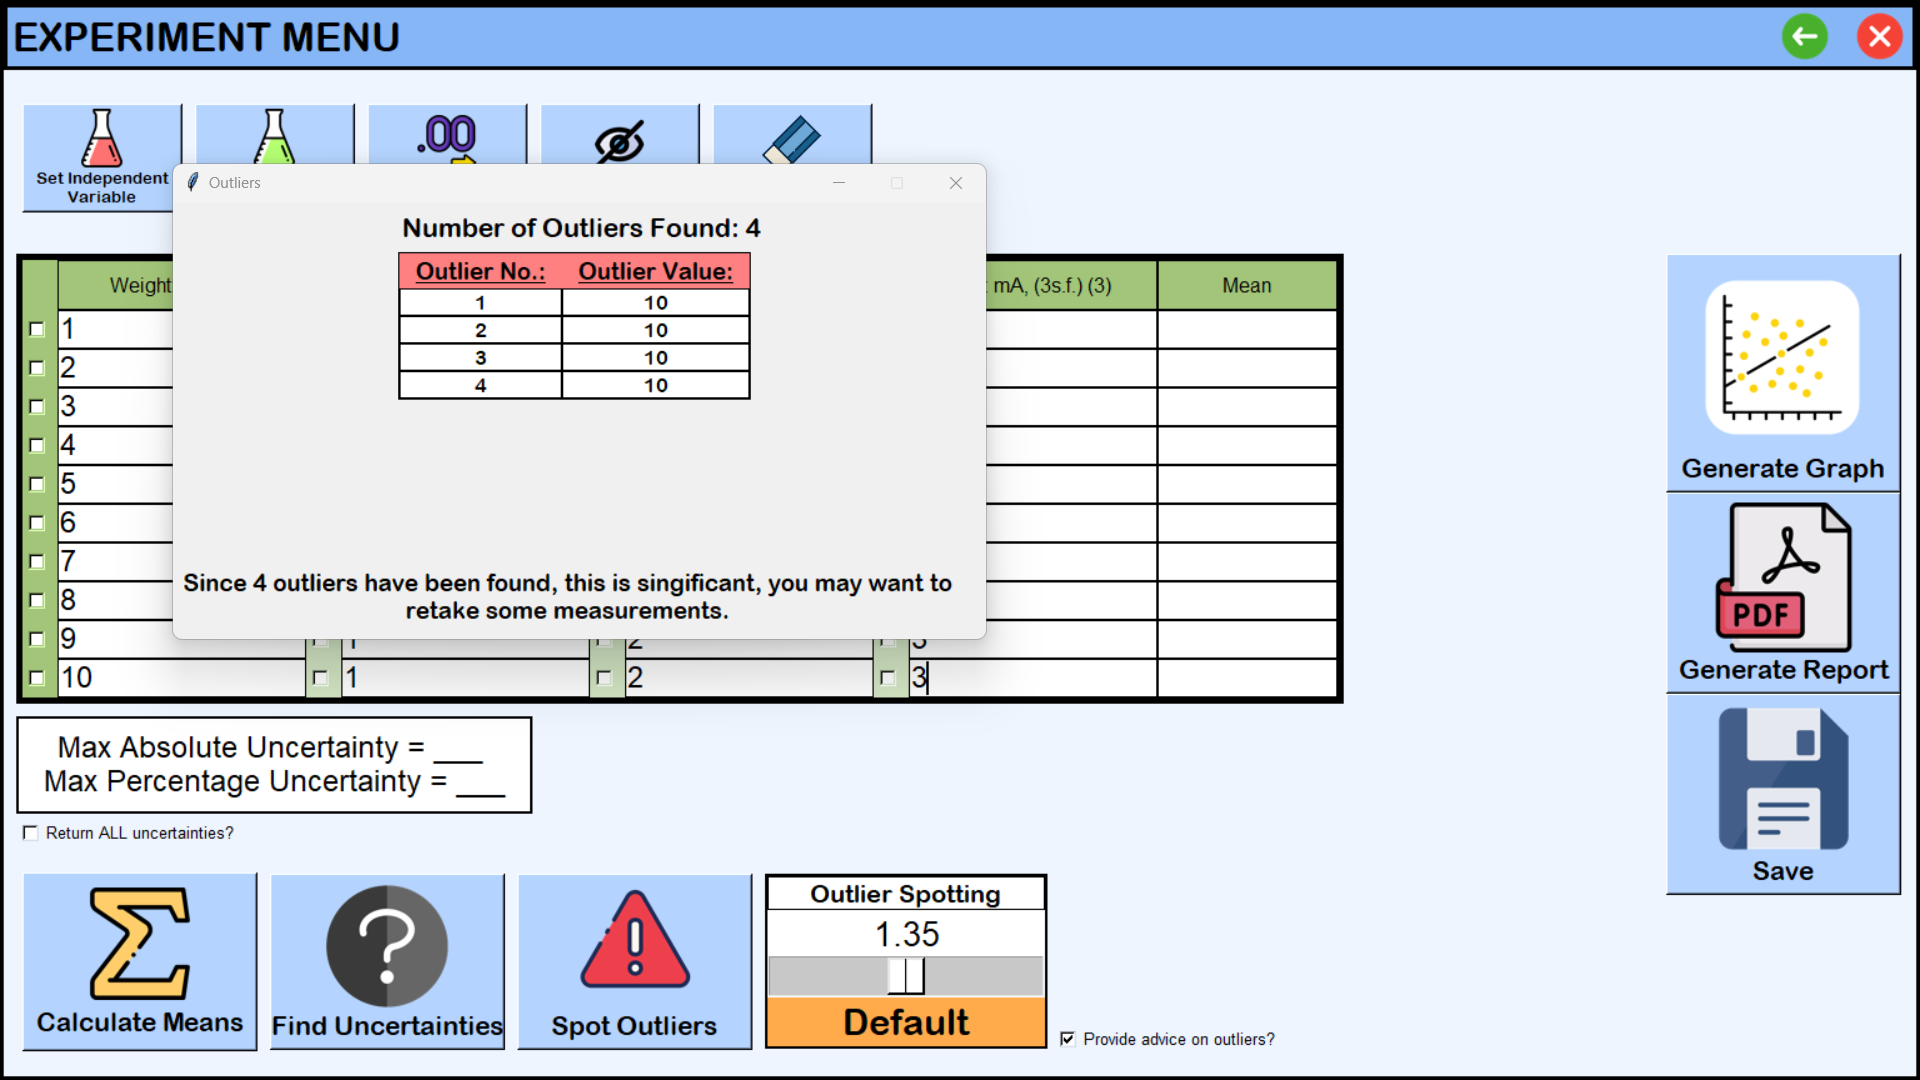 EXPERIMENT MENU
.00
Set Independent
Variable
Outliers
Number of Outliers Found: 4
Outlier No.: Outlier Value:
1 10
2 10
3 10
4 10
Since 4 outliers have been found, this is singificant, you may want to
retake some measurements.
Weight mA, (3s.f.) (3) Mean
1
2
3
4
5
6
7
8
9 1 2 3
10 1 2 3
Max Absolute Uncertainty = ___
Max Percentage Uncertainty = ___
Return ALL uncertainties?
Calculate Means
Find Uncertainties
Spot Outliers
Outlier Spotting
1.35
Default
Provide advice on outliers?
Generate Graph
PDF
Generate Report
Save